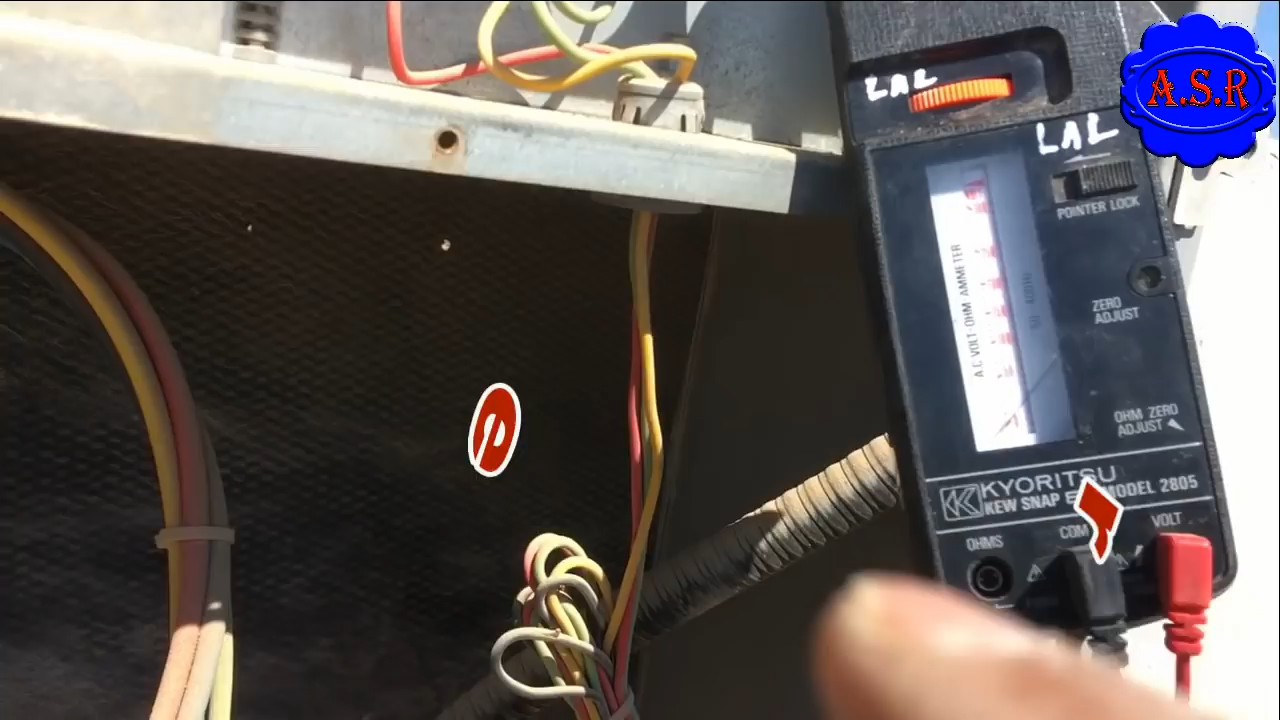 A.S.R
LAL
LAL
POINTER LOCK
A.C. VOLT-OHM AMMETER
ZERO
ADJUST
OHM ZERO
ADJUST
KYORITSU
KEW SNAP MODEL 2805
OHMS
COM
VOLT